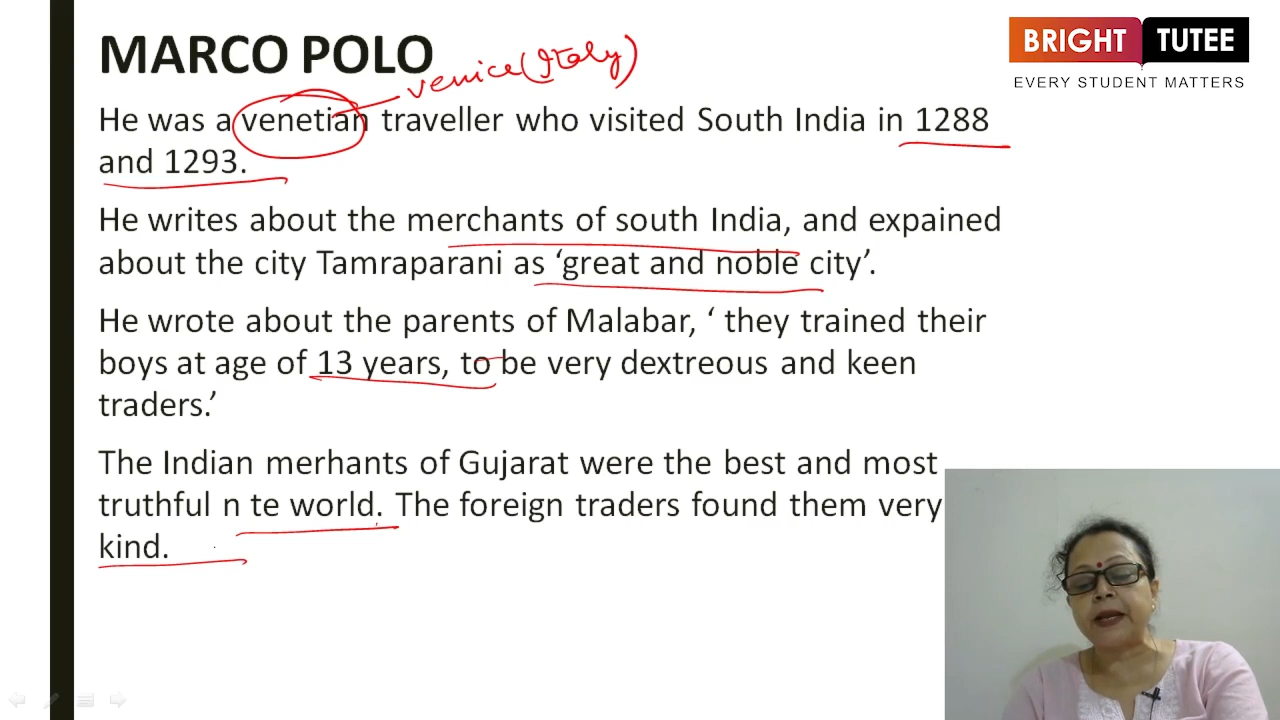 MARCO POLO
venice (Italy)
He was a venetian traveller who visited South India in 1288
and 1293.
He writes about the merchants of south India, and expained
about the city Tamraparani as ‘great and noble city’.
He wrote about the parents of Malabar, ‘ they trained their
boys at age of 13 years, to be very dextreous and keen
traders.’
The Indian merhants of Gujarat were the best and most
truthful n te world. The foreign traders found them very
kind.
BRIGHT TUTEE
EVERY STUDENT MATTERS